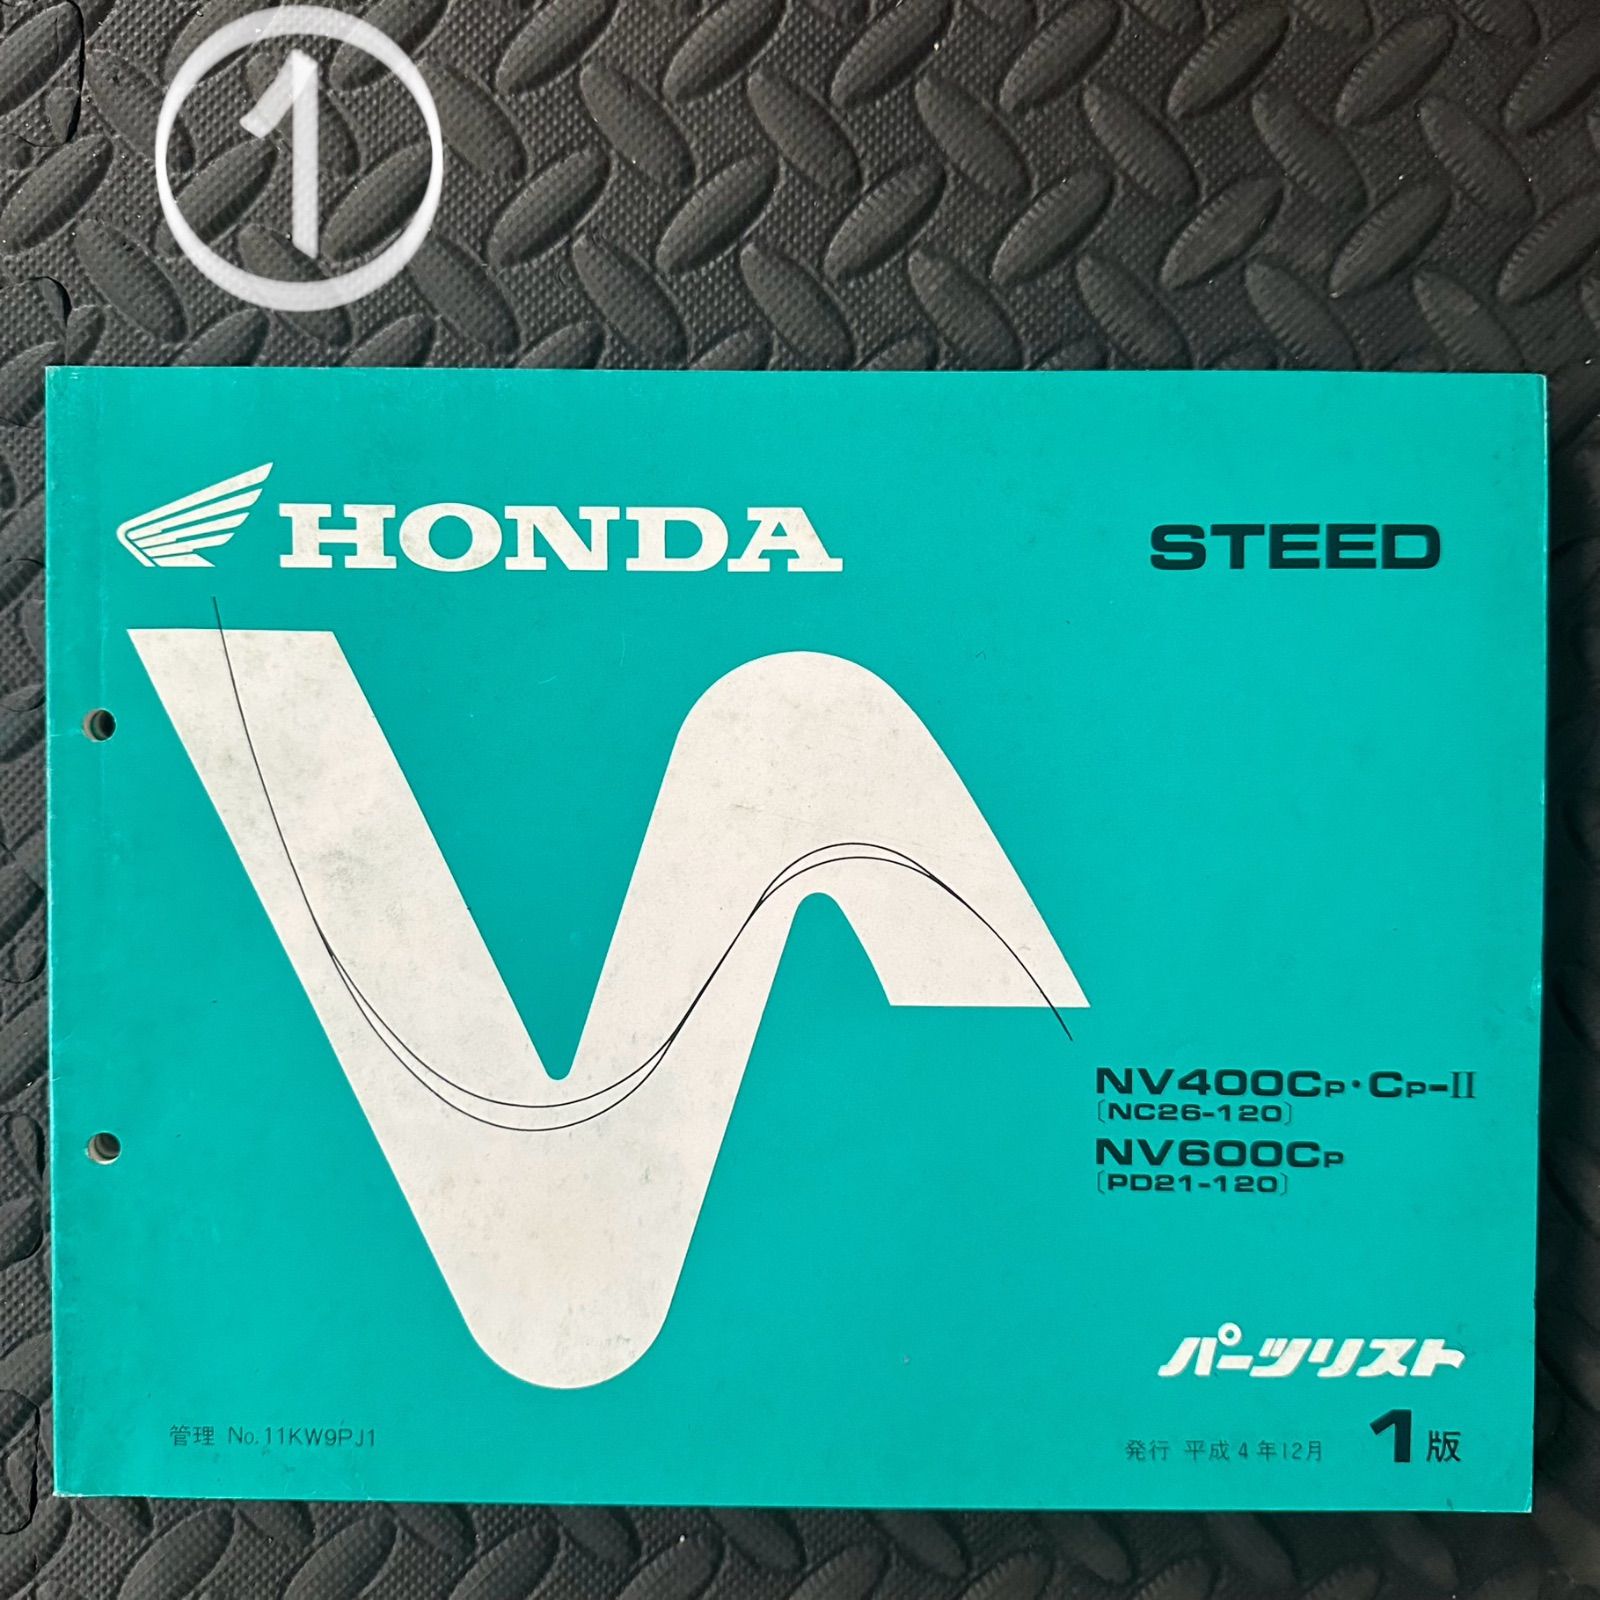 ①
HONDA
STEED
NV400CP・CP-II
〔NC26-120〕
NV600CP
〔PD21-120〕
パーツリスト
管理 No.11KW9PJ1
発行 平成4年12月 1版